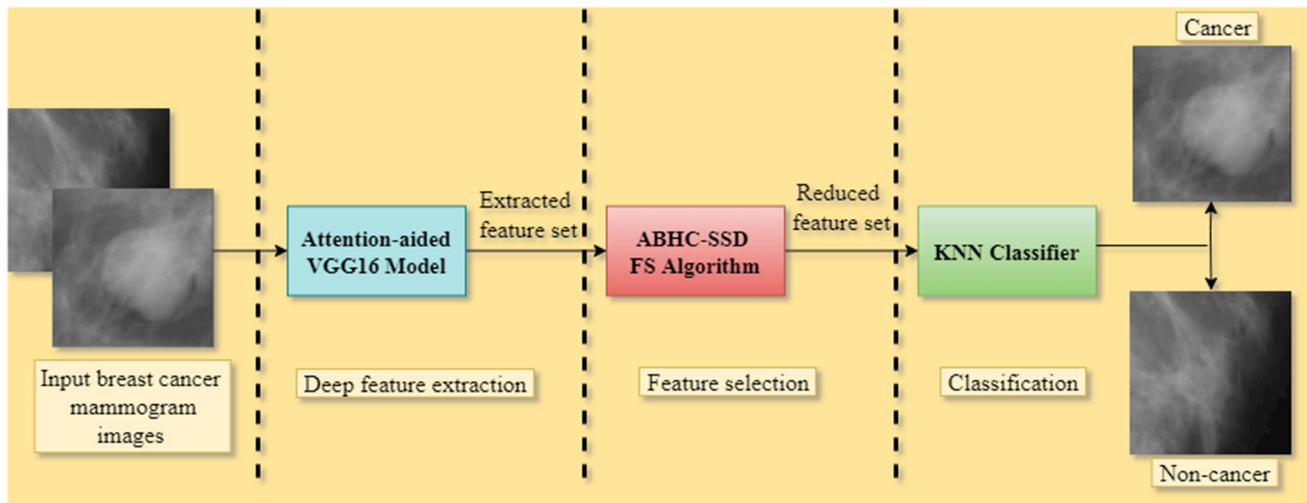 Input breast cancer
mammogram
images
Attention-aided
VGG16 Model
Deep feature extraction
Extracted
feature set
ABHC-SSD
FS Algorithm
Feature selection
Reduced
feature set
KNN Classifier
Classification
Cancer
Non-cancer